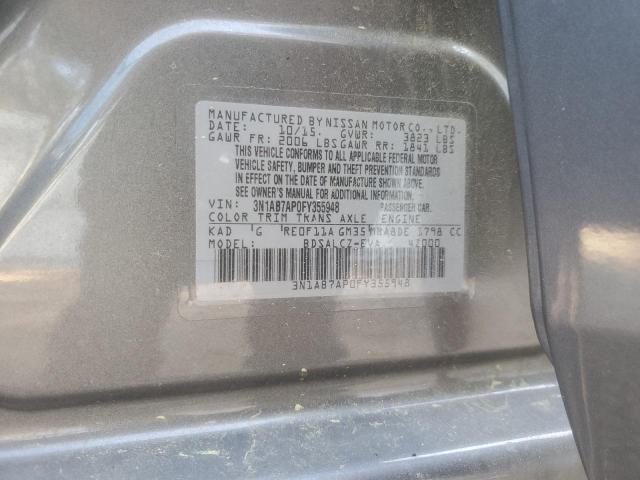 MANUFACTURED BY NISSAN MOTOR CO., LTD.
DATE: 10/15. GVWR: 3823 LBS
GAWR FR: 2006 LBS GAWR RR: 1841 LBS
THIS VEHICLE CONFORMS TO ALL APPLICABLE FEDERAL MOTOR
VEHICLE SAFETY, BUMPER AND THEFT PREVENTION STANDARDS
IN EFFECT ON THE DATE OF MANUFACTURE SHOWN ABOVE.
SEE OWNER'S MANUAL FOR ADDITIONAL INFORMATION
VIN: 3N1AB7AP0FY355948 PASSENGER CAR.
COLOR TRIM TRANS AXLE ENGINE
KAD G RE0F11A GM35 MRA8DE 1798 CC
MODEL: BDSALCZ-EVA 4Z000
3N1AB7AP0FY355948